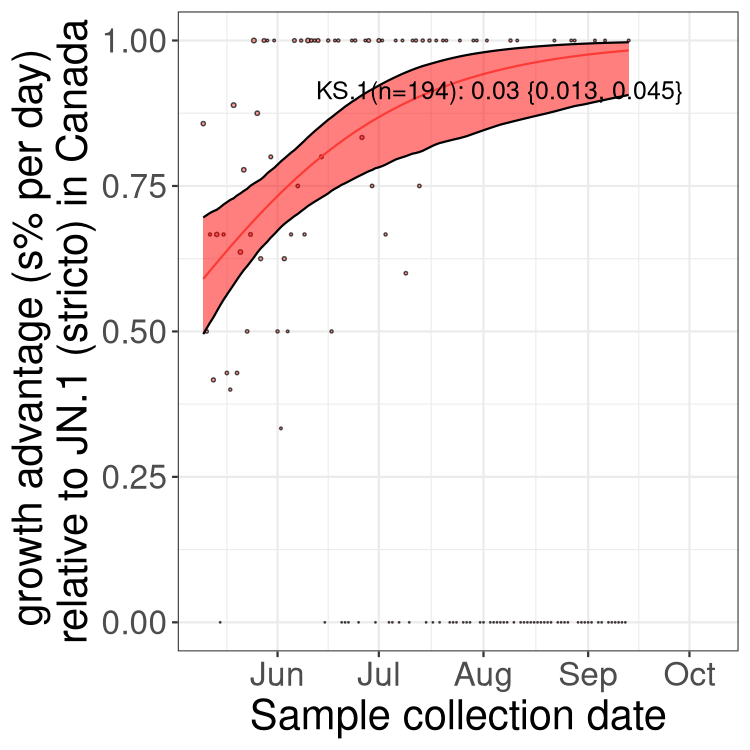 growth advantage (s% per day)
relative to JN.1 (stricto) in Canada
1.00
0.75
0.50
0.25
0.00
KS.1(n=194): 0.03 {0.013, 0.045}
Jun Jul Aug Sep Oct
Sample collection date